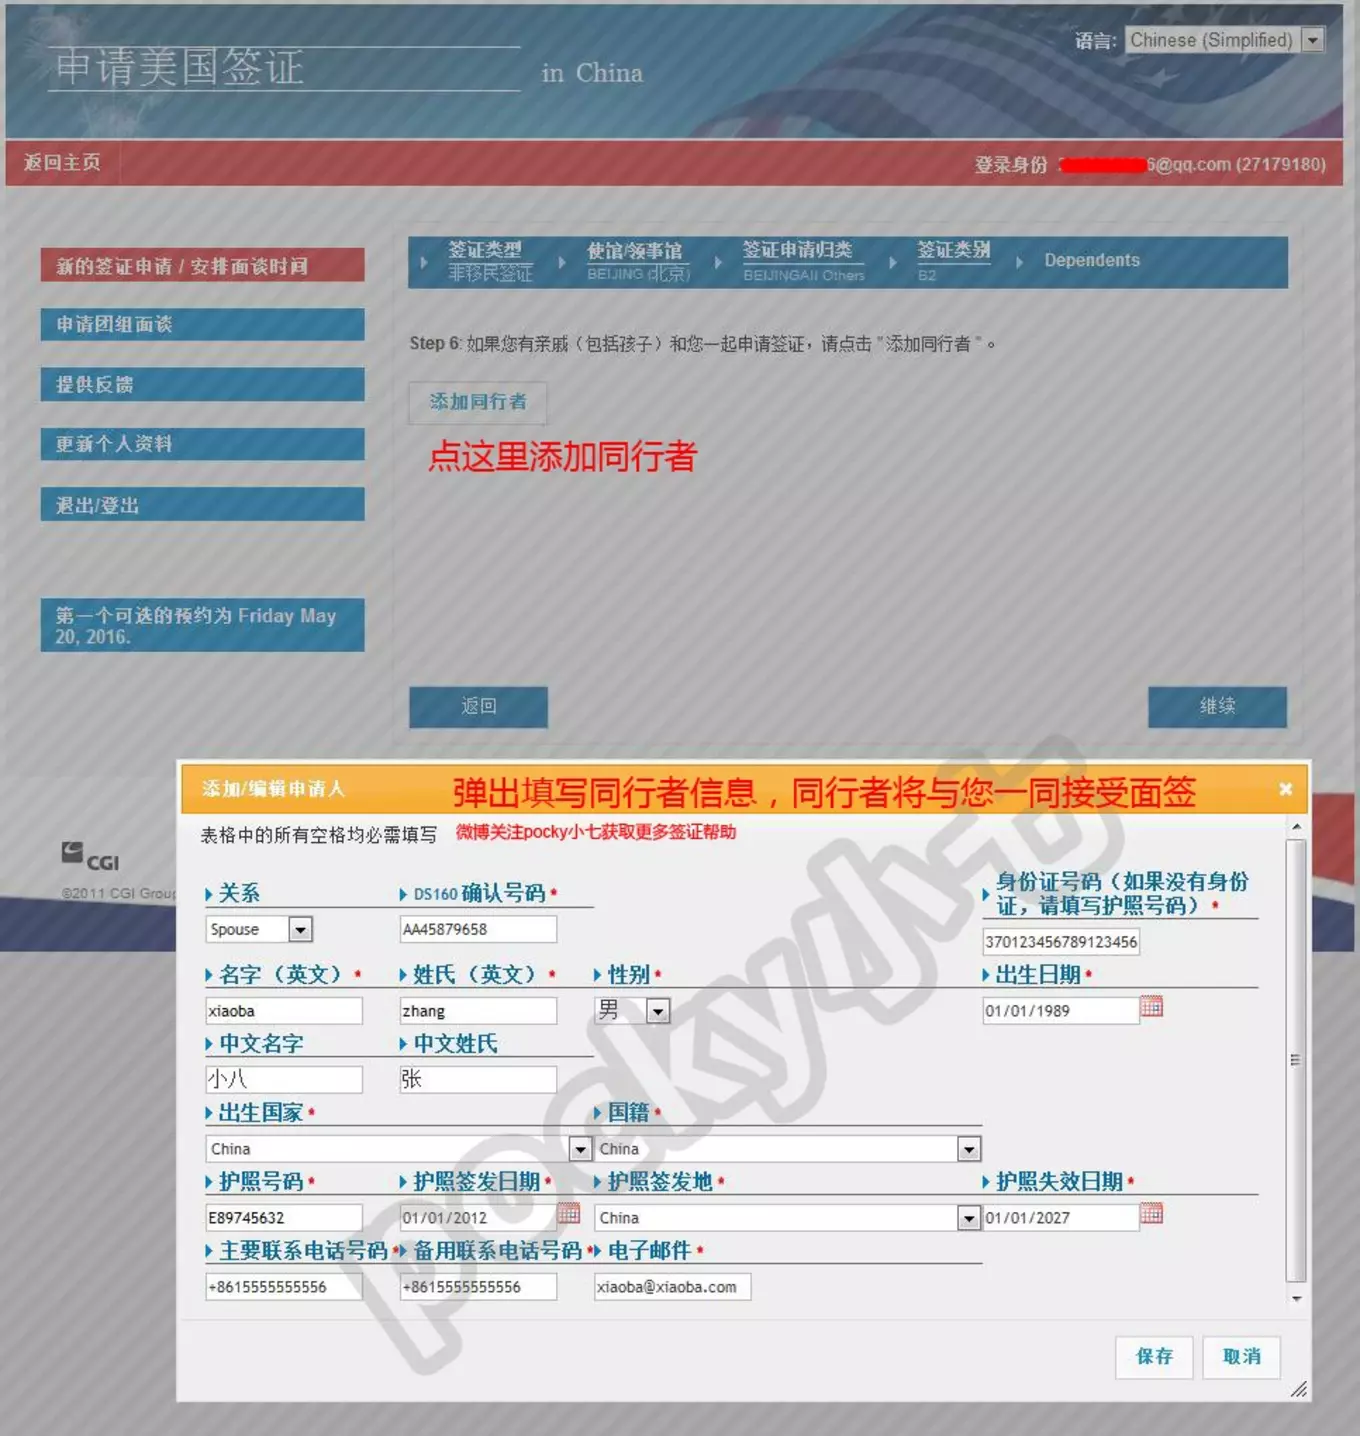 申请美国签证
in China
语言: Chinese (Simplified)
返回主页
登录身份 6@qq.com (27179180)
新的签证申请 / 安排面谈时间
申请团组面谈
提供反馈
更新个人资料
退出/登出
第一个可选的预约为 Friday May
20, 2016.
签证类型 使馆/领事馆 签证申请归类 签证类别 Dependents
非移民签证 BEIJING (北京) BEIJINGAll Others B2
Step 6: 如果您有亲戚（包括孩子）和您一起申请签证，请点击 "添加同行者 "。
添加同行者
点这里添加同行者
返回 继续
CGI
©2011 CGI Group
添加/编辑申请人
弹出填写同行者信息，同行者将与您一同接受面签
表格中的所有空格均必需填写
微博关注pocky小七获取更多签证帮助
关系 DS160 确认号码* 身份证号码（如果没有身份
证，请填写护照号码）*
Spouse AA45879658 370123456789123456
名字（英文）* 姓氏（英文）* 性别* 出生日期*
xiaoba zhang 男 01/01/1989
中文名字 中文姓氏
小八 张
出生国家* 国籍*
China China
护照号码* 护照签发日期* 护照签发地* 护照失效日期*
E89745632 01/01/2012 China 01/01/2027
主要联系电话号码* 备用联系电话号码* 电子邮件*
+8615555555556 +8615555555556 xiaoba@xiaoba.com
保存 取消